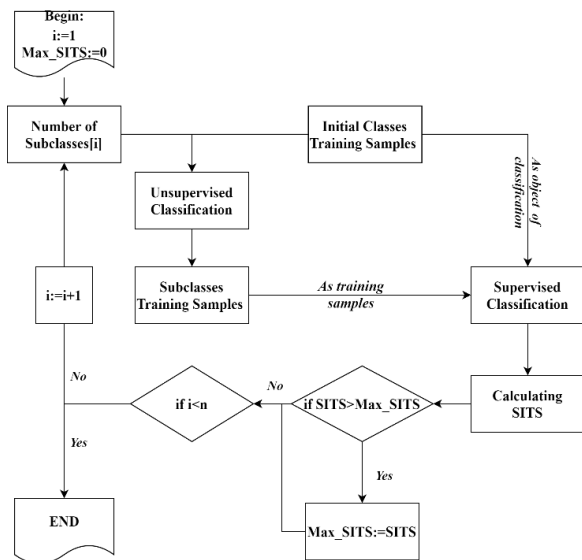 Begin:
i:=1
Max_SITS:=0
Number of
Subclasses[i]
Initial Classes
Training Samples
Unsupervised
Classification
As object of
classification
Subclasses
Training Samples
As training
samples
Supervised
Classification
i:=i+1
Calculating
SITS
if SITS>Max_SITS
No
if i<n
No
Yes
Yes
Max_SITS:=SITS
END